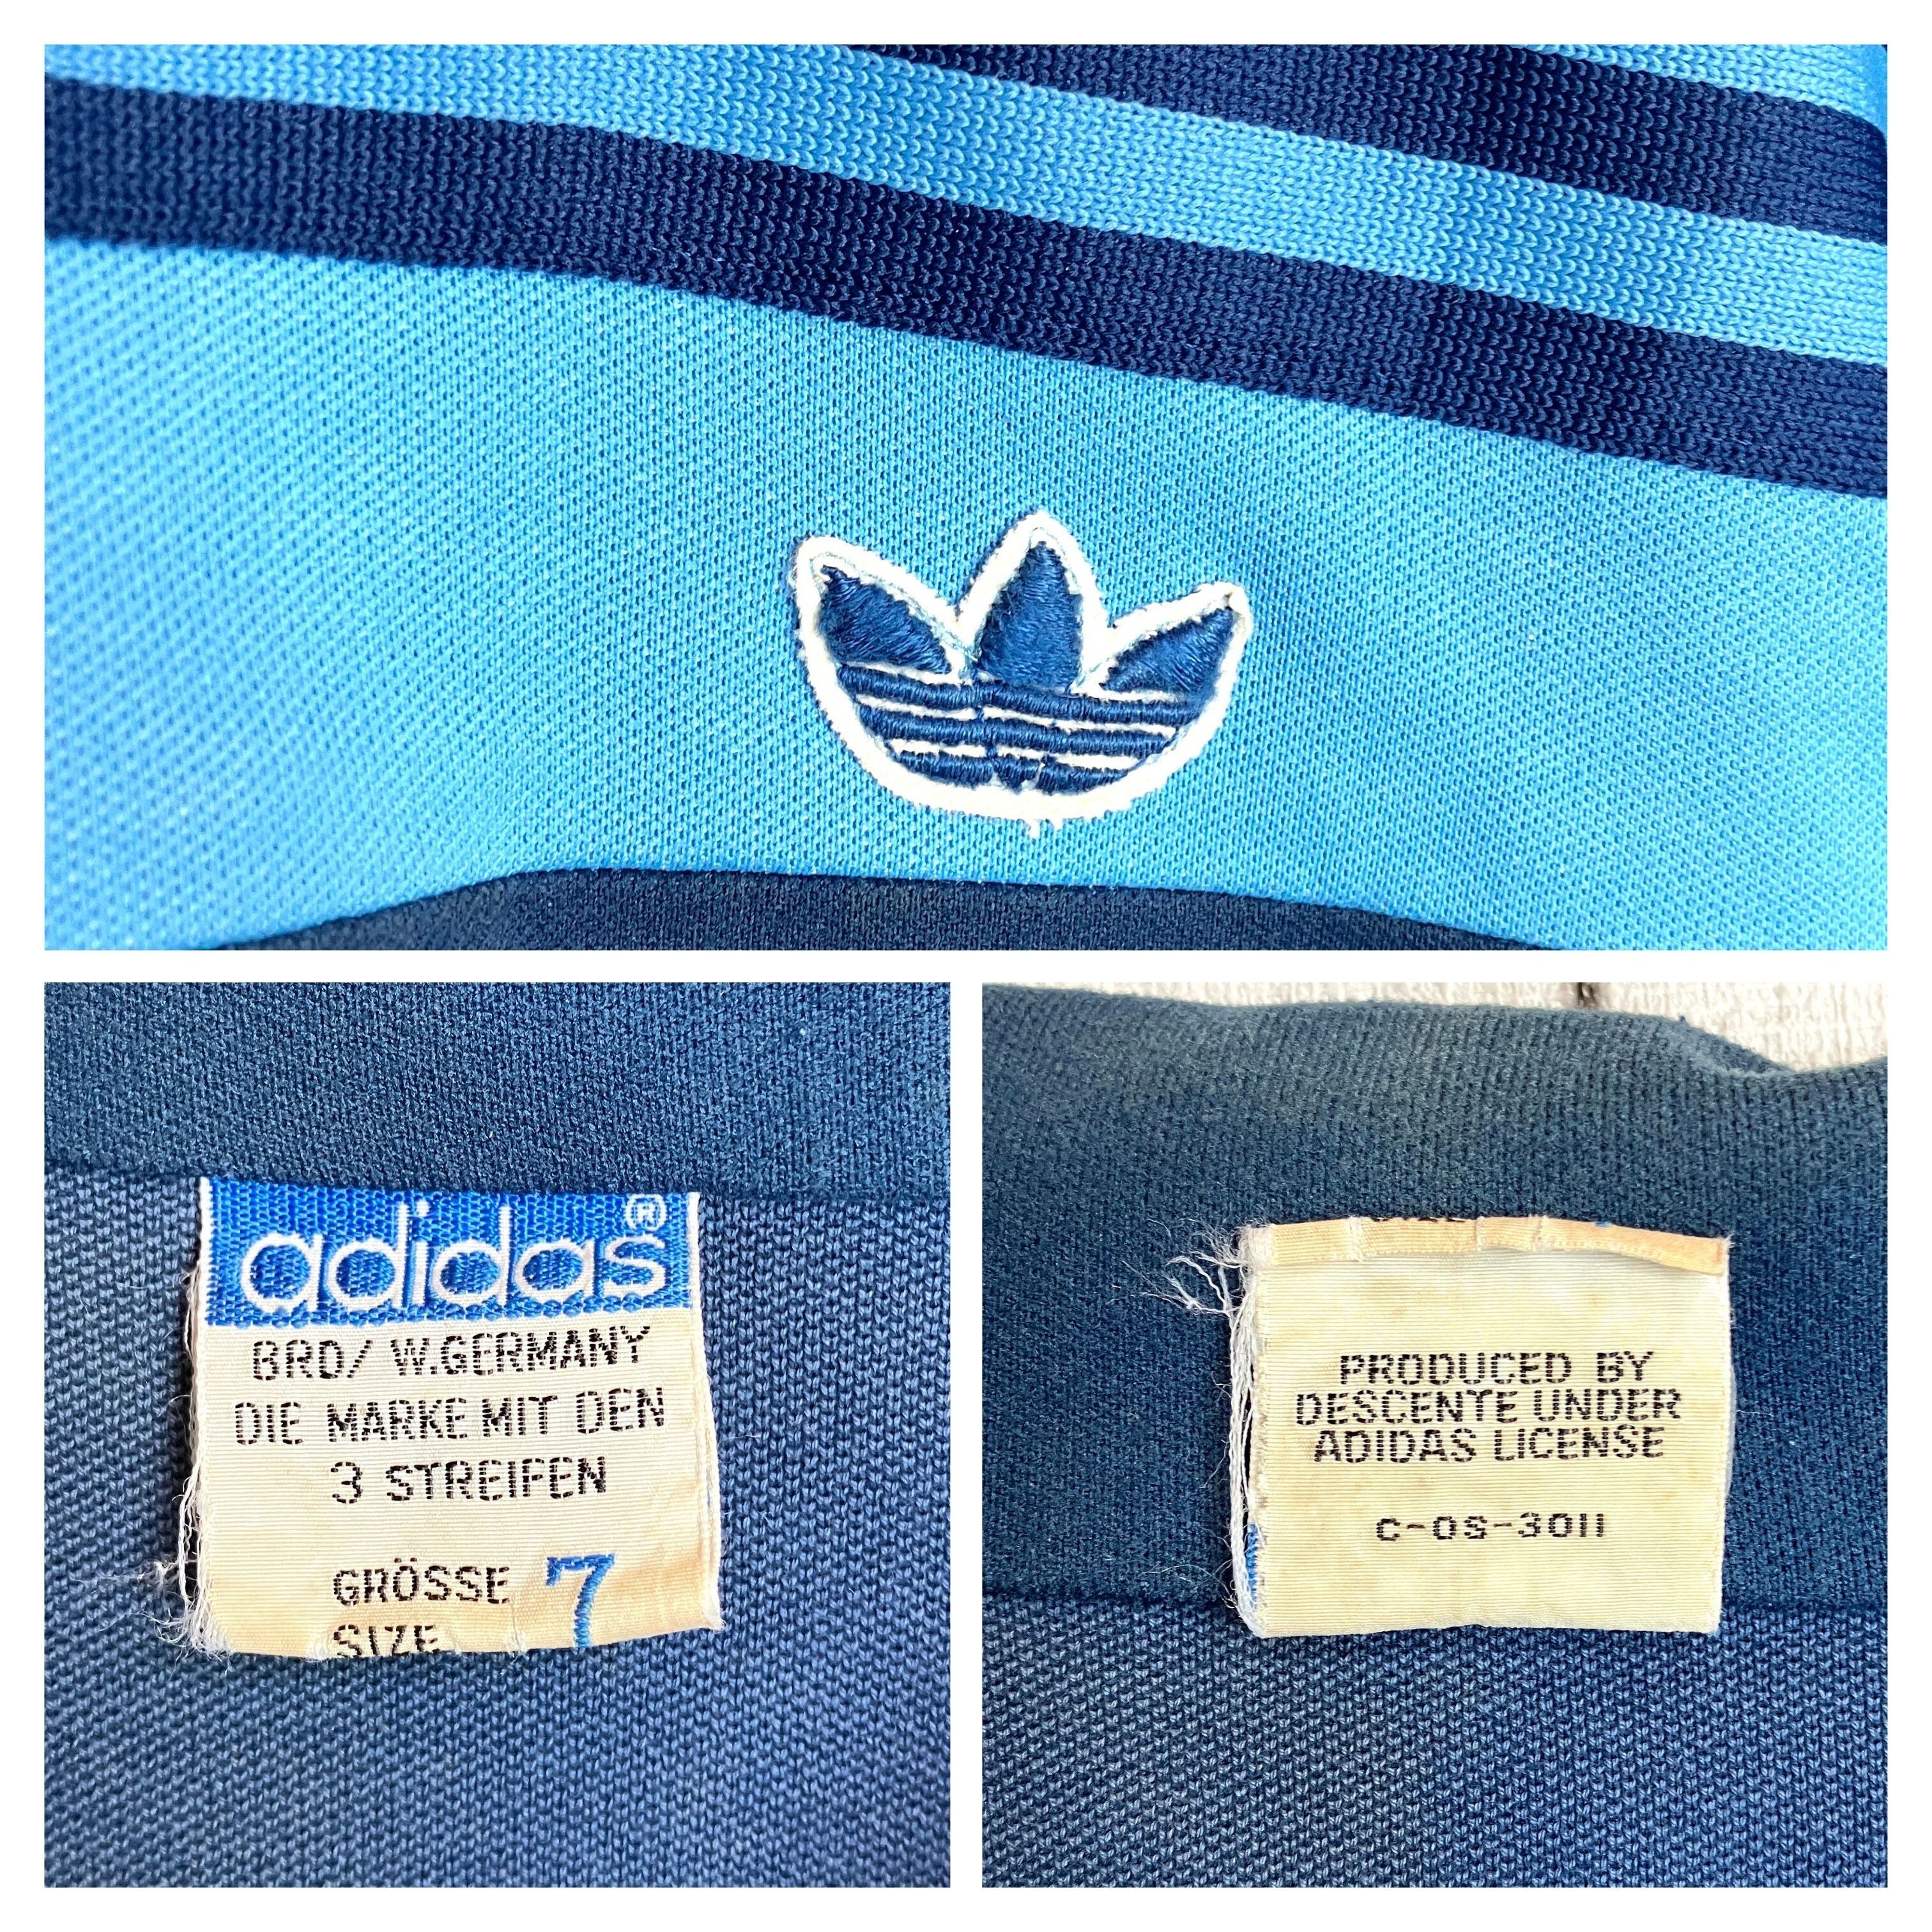 adidas®
BRD/ W.GERMANY
DIE MARKE MIT DEN
3 STREIFEN
GRÖSSE 7
SIZE
PRODUCED BY
DESCENTE UNDER
ADIDAS LICENSE
C-OS-3011